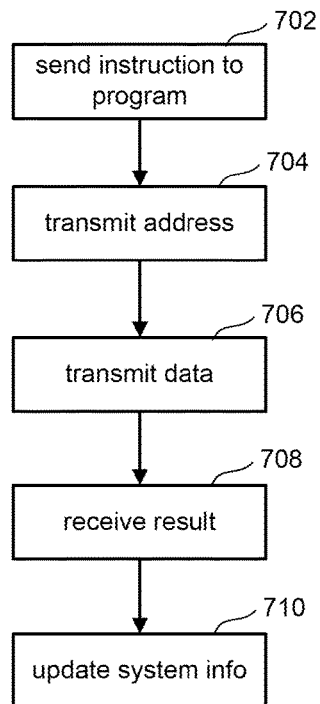 702
send instruction to
program
704
transmit address
706
transmit data
708
receive result
710
update system info